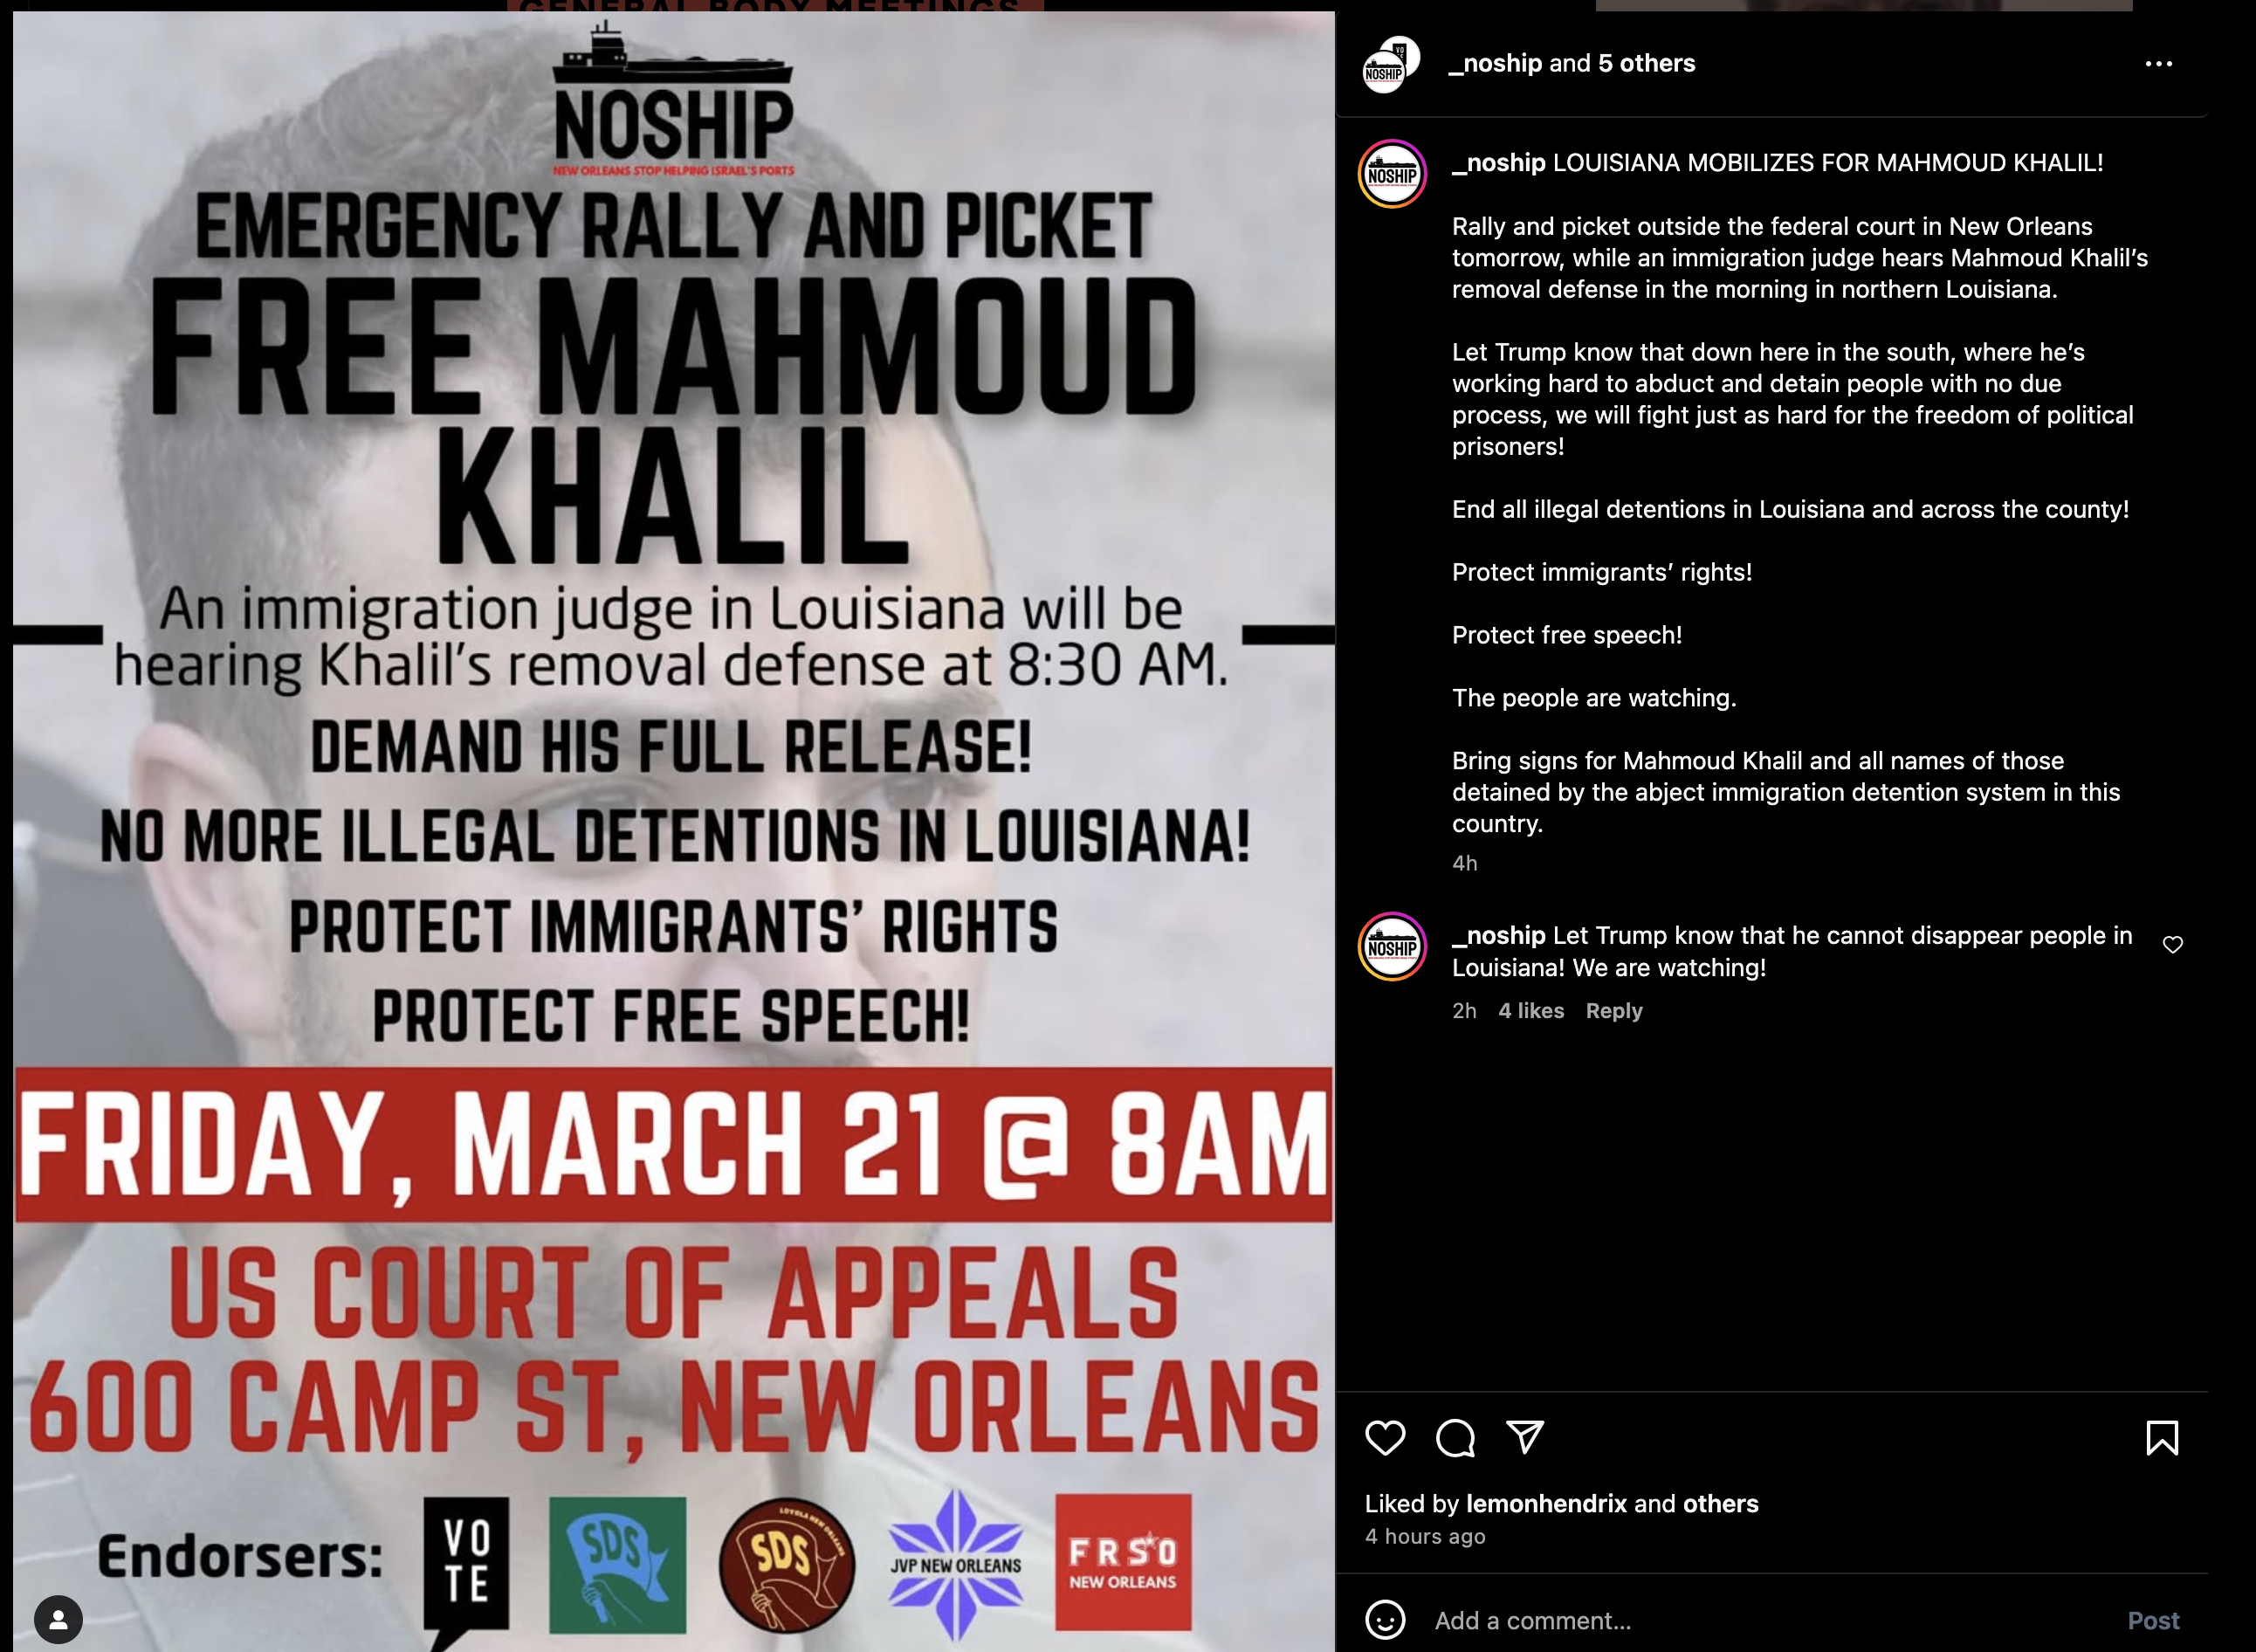 GENERAL BODY MEETINGS
NOSHIP
NEW ORLEANS STOP HELPING ISRAEL'S PORTS
EMERGENCY RALLY AND PICKET
FREE MAHMOUD
KHALIL
An immigration judge in Louisiana will be
hearing Khalil's removal defense at 8:30 AM.
DEMAND HIS FULL RELEASE!
NO MORE ILLEGAL DETENTIONS IN LOUISIANA!
PROTECT IMMIGRANTS' RIGHTS
PROTECT FREE SPEECH!
FRIDAY, MARCH 21 @ 8AM
US COURT OF APPEALS
600 CAMP ST, NEW ORLEANS
Endorsers:
VO
TE
SDS
LOYOLA NEW ORLEANS
SDS
JVP NEW ORLEANS
FRSO
NEW ORLEANS
VO
NOSHIP
_noship and 5 others
NOSHIP
_noship LOUISIANA MOBILIZES FOR MAHMOUD KHALIL!
Rally and picket outside the federal court in New Orleans
tomorrow, while an immigration judge hears Mahmoud Khalil's
removal defense in the morning in northern Louisiana.
Let Trump know that down here in the south, where he's
working hard to abduct and detain people with no due
process, we will fight just as hard for the freedom of political
prisoners!
End all illegal detentions in Louisiana and across the county!
Protect immigrants' rights!
Protect free speech!
The people are watching.
Bring signs for Mahmoud Khalil and all names of those
detained by the abject immigration detention system in this
country.
4h
NOSHIP
_noship Let Trump know that he cannot disappear people in
Louisiana! We are watching!
2h 4 likes Reply
Liked by lemonhendrix and others
4 hours ago
Add a comment...
Post